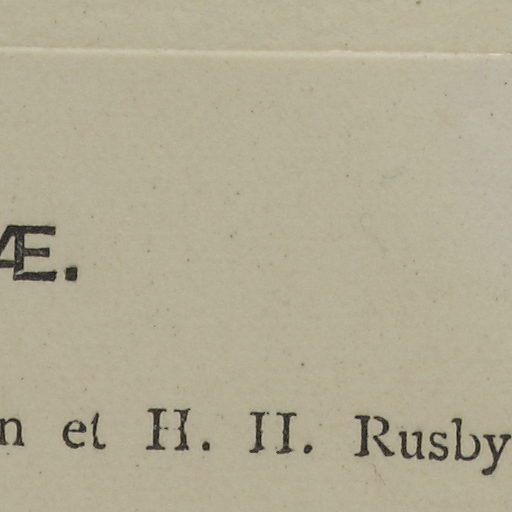 Æ.
n et H. H. Rusby